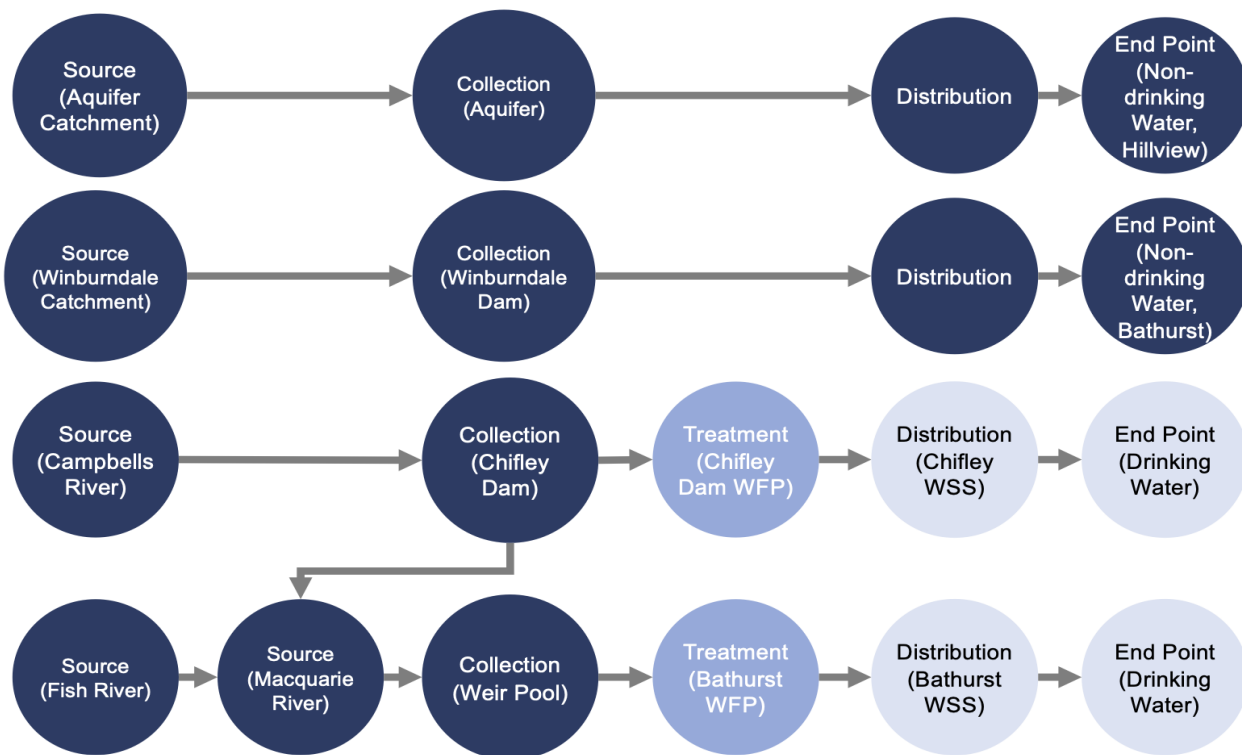 Source
(Aquifer
Catchment)
Collection
(Aquifer)
Distribution
End Point
(Non-
drinking
Water,
Hillview)
Source
(Winburndale
Catchment)
Collection
(Winburndale
Dam)
Distribution
End Point
(Non-
drinking
Water,
Bathurst)
Source
(Campbells
River)
Collection
(Chifley
Dam)
Treatment
(Chifley
Dam WFP)
Distribution
(Chifley
WSS)
End Point
(Drinking
Water)
Source
(Fish River)
Source
(Macquarie
River)
Collection
(Weir Pool)
Treatment
(Bathurst
WFP)
Distribution
(Bathurst
WSS)
End Point
(Drinking
Water)